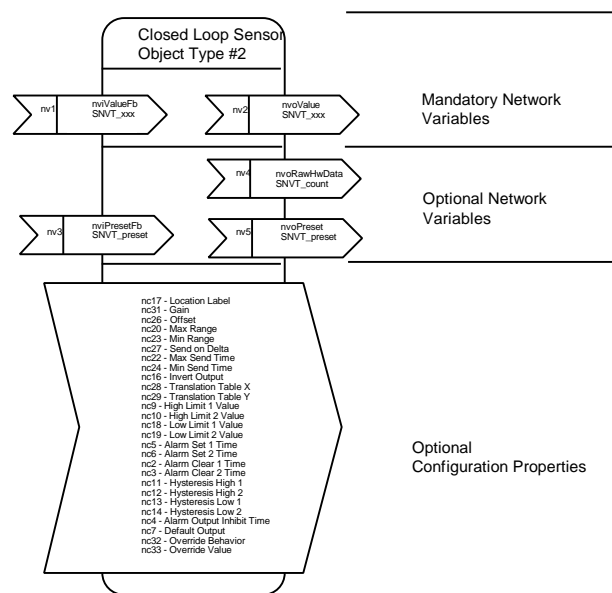 Closed Loop Sensor
Object Type #2
nv1
nviValueFb
SNVT_xxx
nv2
nvoValue
SNVT_xxx
Mandatory Network
Variables
nv4
nvoRawHwData
SNVT_count
nv3
nviPresetFb
SNVT_preset
nv5
nvoPreset
SNVT_preset
Optional Network
Variables
nc17 - Location Label
nc31 - Gain
nc26 - Offset
nc20 - Max Range
nc23 - Min Range
nc27 - Send on Delta
nc22 - Max Send Time
nc24 - Min Send Time
nc16 - Invert Output
nc28 - Translation Table X
nc29 - Translation Table Y
nc9 - High Limit 1 Value
nc10 - High Limit 2 Value
nc18 - Low Limit 1 Value
nc19 - Low Limit 2 Value
nc5 - Alarm Set 1 Time
nc6 - Alarm Set 2 Time
nc2 - Alarm Clear 1 Time
nc3 - Alarm Clear 2 Time
nc11 - Hysteresis High 1
nc12 - Hysteresis High 2
nc13 - Hysteresis Low 1
nc14 - Hysteresis Low 2
nc4 - Alarm Output Inhibit Time
nc7 - Default Output
nc32 - Override Behavior
nc33 - Override Value
Optional
Configuration Properties